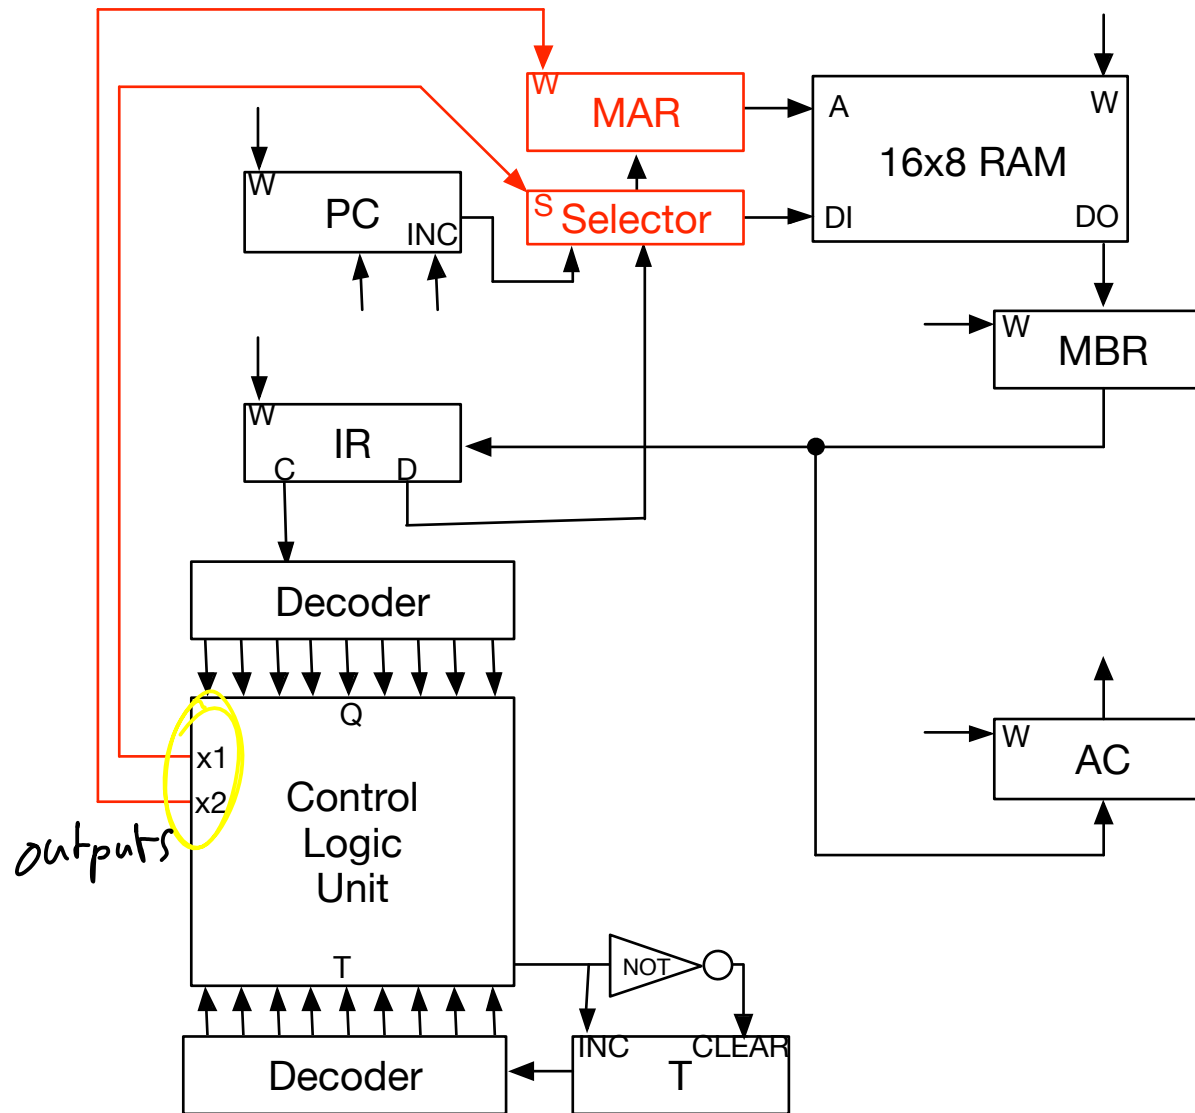 W
MAR
W
A
16x8 RAM
W
PC
S
Selector
INC
DI
DO
W
MBR
W
IR
C
D
Decoder
Q
x1
x2
Control
Logic
Unit
outputs
W
AC
T
NOT
INC
CLEAR
T
Decoder